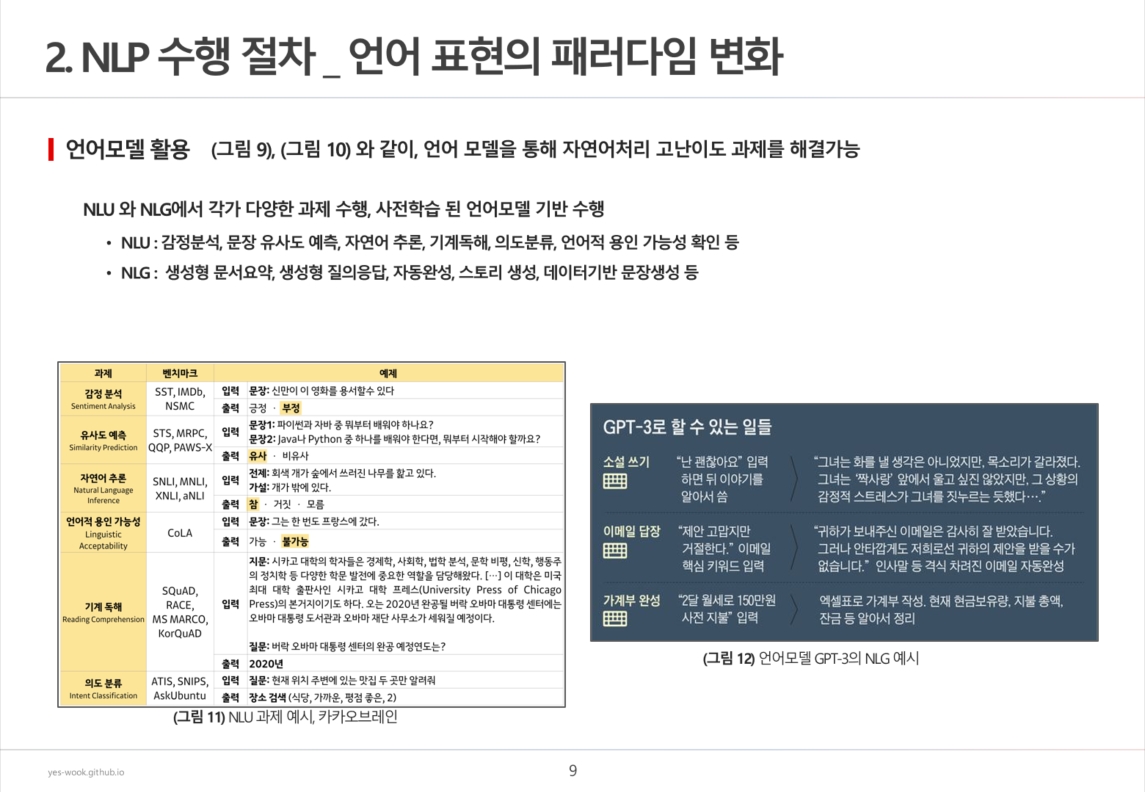 2. NLP 수행 절차 _ 언어 표현의 패러다임 변화
언어모델 활용 (그림 9), (그림 10) 와 같이, 언어 모델을 통해 자연어처리 고난이도 과제를 해결가능
NLU 와 NLG에서 각가 다양한 과제 수행, 사전학습 된 언어모델 기반 수행
• NLU : 감정분석, 문장 유사도 예측, 자연어 추론, 기계독해, 의도분류, 언어적 용인 가능성 확인 등
• NLG : 생성형 문서요약, 생성형 질의응답, 자동완성, 스토리 생성, 데이터기반 문장생성 등
과제 벤치마크 예제
감정 분석
Sentiment Analysis
SST, IMDb,
NSMC
입력 문장: 신만이 이 영화를 용서할수 있다
출력 긍정 · 부정
유사도 예측
Similarity Prediction
STS, MRPC,
QQP, PAWS-X
입력 문장1: 파이썬과 자바 중 뭐부터 배워야 하나요?
문장2: Java나 Python 중 하나를 배워야 한다면, 뭐부터 시작해야 할까요?
출력 유사 · 비유사
자연어 추론
Natural Language
Inference
SNLI, MNLI,
XNLI, aNLI
입력 전제: 회색 개가 숲에서 쓰러진 나무를 핥고 있다.
가설: 개가 밖에 있다.
출력 참 · 거짓 · 모름
언어적 용인 가능성
Linguistic
Acceptability
CoLA
입력 문장: 그는 한 번도 프랑스에 갔다.
출력 가능 · 불가능
기계 독해
Reading Comprehension
SQuAD,
RACE,
MS MARCO,
KorQuAD
입력 지문: 시카고 대학의 학자들은 경제학, 사회학, 법학 분석, 문학 비평, 신학, 행동주
의 정치학 등 다양한 학문 발전에 중요한 역할을 담당해왔다. […] 이 대학은 미국
최대 대학 출판사인 시카고 대학 프레스(University Press of Chicago
Press)의 본거지이기도 하다. 오는 2020년 완공될 버락 오바마 대통령 센터에는
오바마 대통령 도서관과 오바마 재단 사무소가 세워질 예정이다.
질문: 버락 오바마 대통령 센터의 완공 예정연도는?
출력 2020년
의도 분류
Intent Classification
ATIS, SNIPS,
AskUbuntu
입력 질문: 현재 위치 주변에 있는 맛집 두 곳만 알려줘
출력 장소 검색 (식당, 가까운, 평점 좋은, 2)
(그림 11) NLU 과제 예시, 카카오브레인
GPT-3로 할 수 있는 일들
소설 쓰기
“난 괜찮아요” 입력
하면 뒤 이야기를
알아서 씀
“그녀는 화를 낼 생각은 아니었지만, 목소리가 갈라졌다.
그녀는 ‘짝사랑’ 앞에서 울고 싶진 않았지만, 그 상황의
감정적 스트레스가 그녀를 짓누르는 듯했다….”
이메일 답장
“제안 고맙지만
거절한다.” 이메일
핵심 키워드 입력
“귀하가 보내주신 이메일은 감사히 잘 받았습니다.
그러나 안타깝게도 저희로선 귀하의 제안을 받을 수가
없습니다.” 인사말 등 격식 차려진 이메일 자동완성
가계부 완성
“2달 월세로 150만원
사전 지불” 입력
엑셀표로 가계부 작성. 현재 현금보유량, 지불 총액,
잔금 등 알아서 정리
(그림 12) 언어모델 GPT-3의 NLG 예시
yes-wook.github.io
9